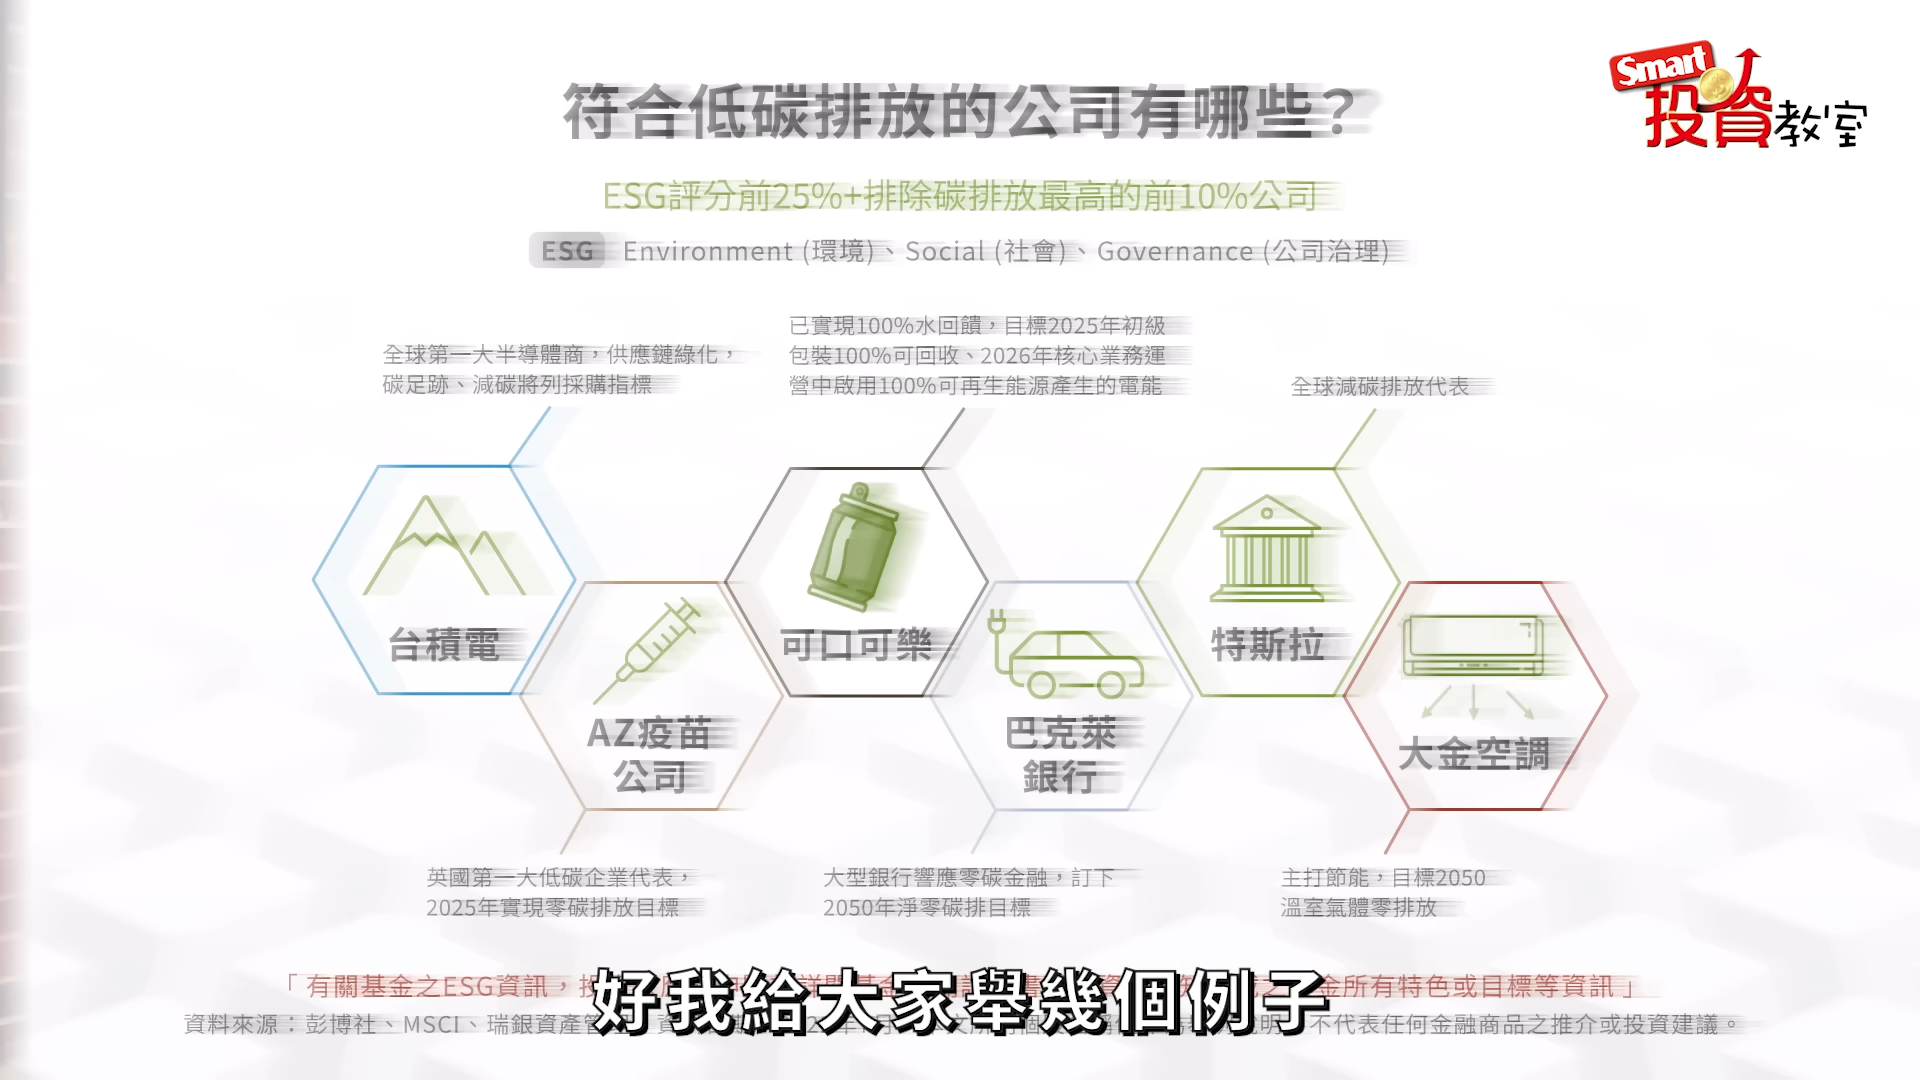 Smart
投資教室
符合低碳排放的公司有哪些？
ESG評分前25%+排除碳排放最高的前10%公司
ESG Environment (環境)、Social (社會)、Governance (公司治理)
全球第一大半導體商，供應鏈綠化，
碳足跡、減碳將列採購指標
已實現100%水回饋，目標2025年初級
包裝100%可回收、2026年核心業務運
營中啟用100%可再生能源產生的電能
全球減碳排放代表
台積電
可口可樂
特斯拉
AZ疫苗
公司
巴克萊
銀行
大金空調
英國第一大低碳企業代表，
2025年實現零碳排放目標
大型銀行響應零碳金融，訂下
2050年淨零碳排目標
主打節能，目標2050
溫室氣體零排放
「有關基金之ESG資訊，金所有特色或目標等資訊」
資料來源：彭博社、MSCI、瑞銀資產 不代表任何金融商品之推介或投資建議。
好我給大家舉幾個例子